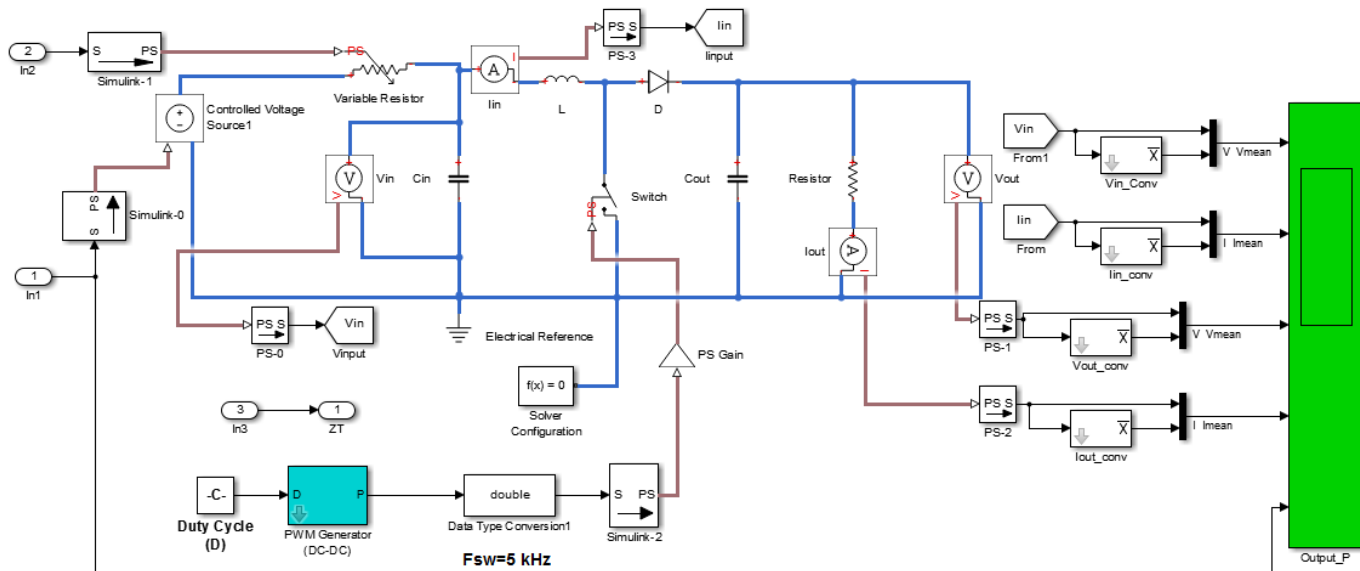 2
In2
S PS
Simulink-1
PS
Variable Resistor
Controlled Voltage
Source1
PS
S
Simulink-0
1
In1
V
V
Vin
Cin
A
I
Iin
PS S
PS-3
Iin
Iinput
L
D
PS
Switch
Cout
Resistor
Iout
A
I
V
V
Vout
PS S
PS-0
Vin
Vinput
Electrical Reference
f(x) = 0
Solver
Configuration
PS Gain
3
In3
1
ZT
-C-
Duty Cycle
(D)
D P
PWM Generator
(DC-DC)
double
Data Type Conversion1
S PS
Simulink-2
Fsw=5 kHz
Vin
From1
X
Vin_Conv
V Vmean
Iin
From
X
Iin_conv
I Imean
PS S
PS-1
X
Vout_conv
V Vmean
PS S
PS-2
X
Iout_conv
I Imean
Output_P